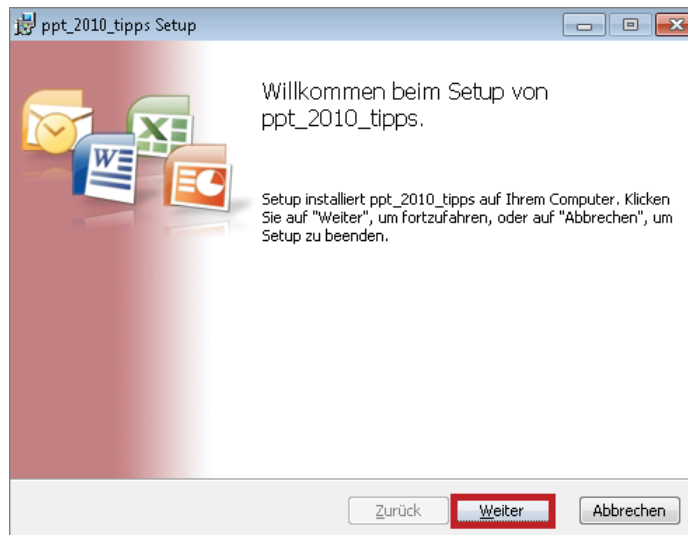 ppt_2010_tipps Setup
Willkommen beim Setup von
ppt_2010_tipps.
Setup installiert ppt_2010_tipps auf Ihrem Computer. Klicken
Sie auf "Weiter", um fortzufahren, oder auf "Abbrechen", um
Setup zu beenden.
Zurück Weiter Abbrechen